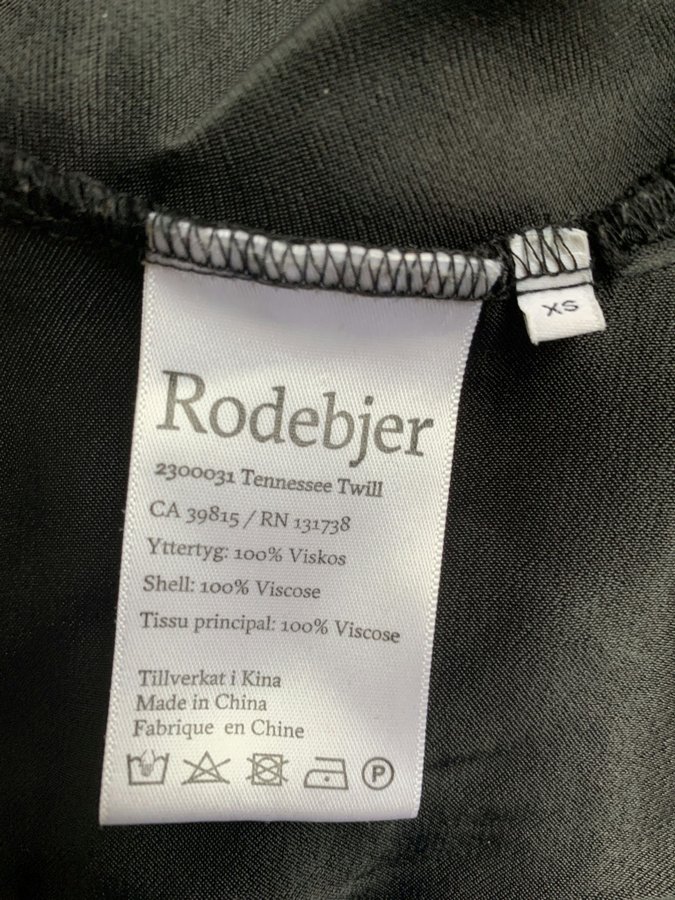 Rodebjer
2300031 Tennessee Twill
CA 39815 / RN 131738
Yttertyg: 100% Viskos
Shell: 100% Viscose
Tissu principal: 100% Viscose
Tillverkat i Kina
Made in China
Fabrique en Chine
P
XS